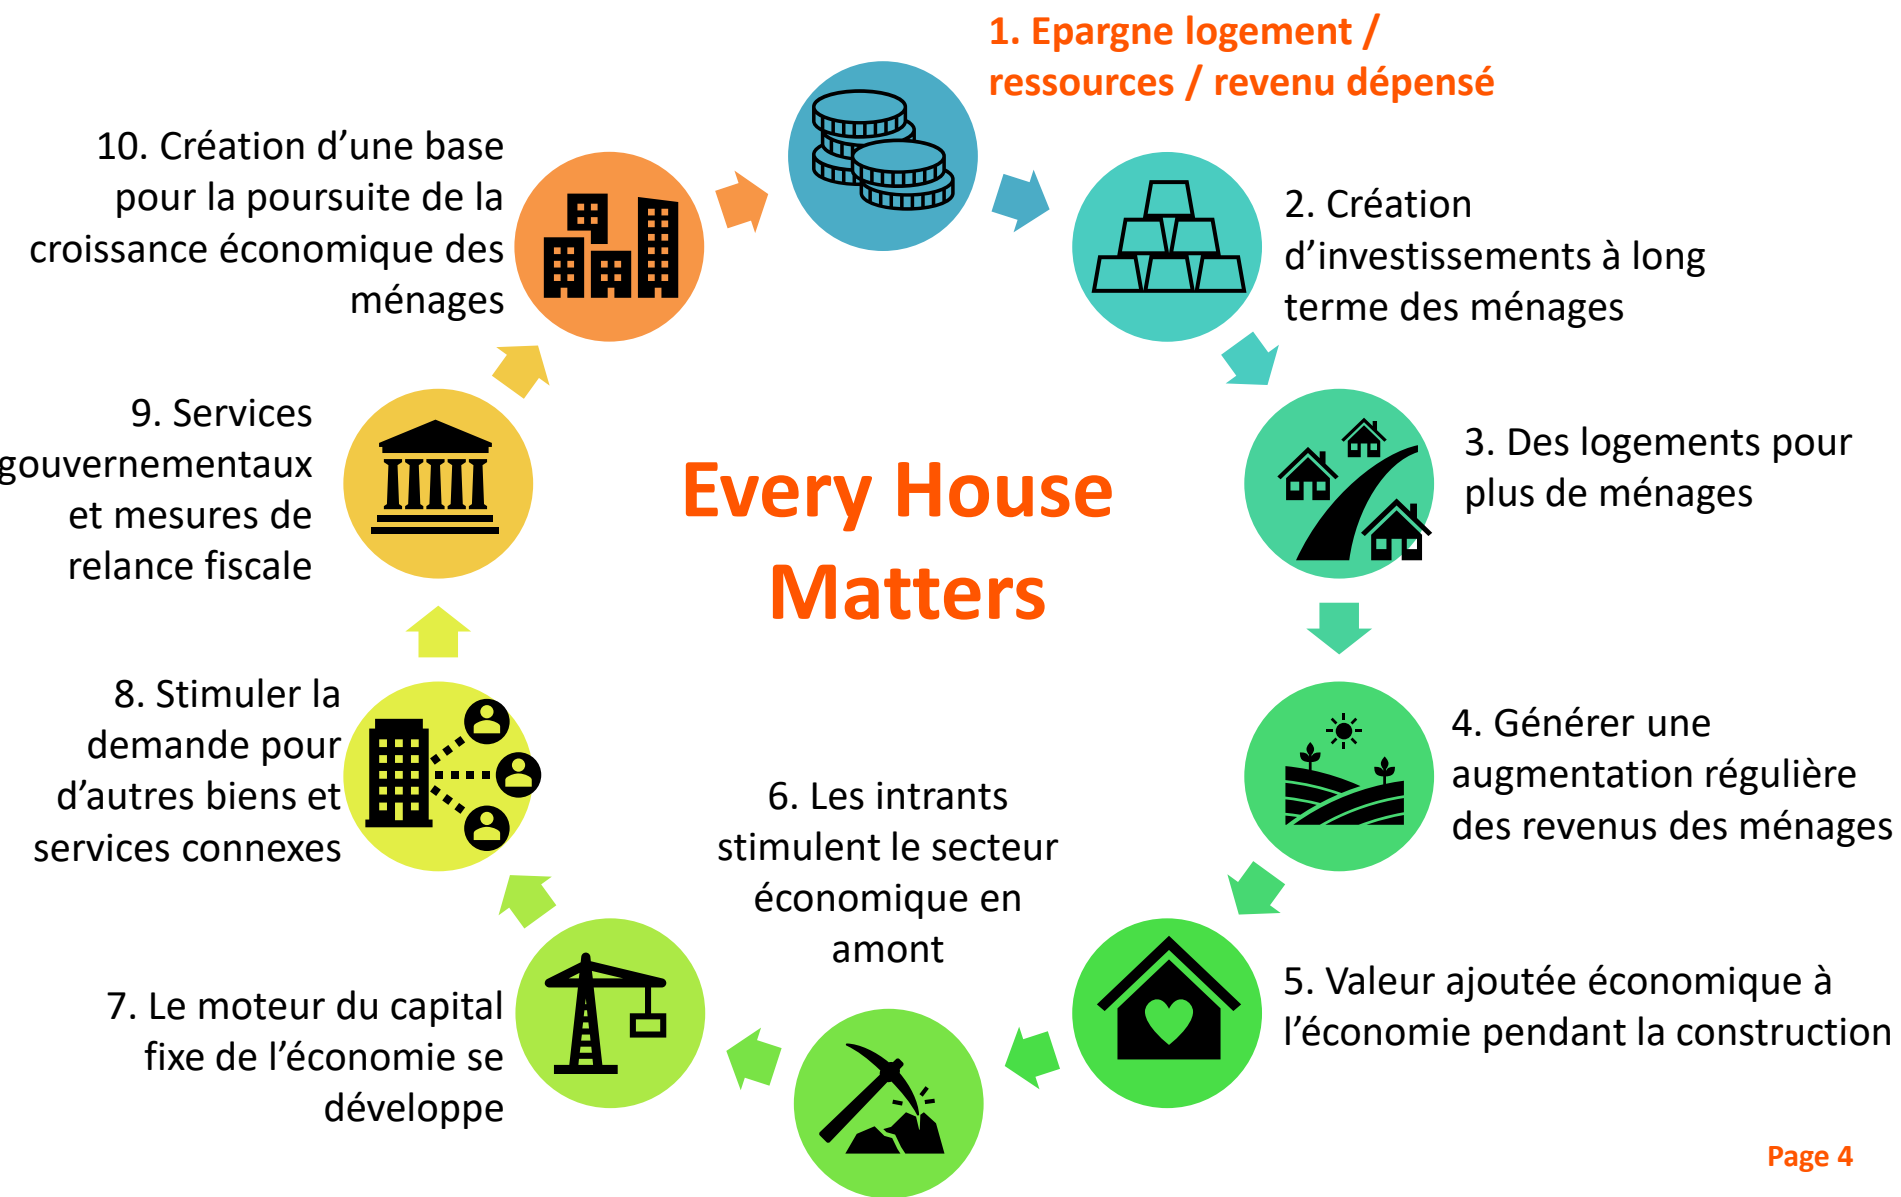 1. Epargne logement /
ressources / revenu dépensé
2. Création
d’investissements à long
terme des ménages
3. Des logements pour
plus de ménages
4. Générer une
augmentation régulière
des revenus des ménages
5. Valeur ajoutée économique à
l’économie pendant la construction
6. Les intrants
stimulent le secteur
économique en
amont
7. Le moteur du capital
fixe de l’économie se
développe
8. Stimuler la
demande pour
d’autres biens et
services connexes
9. Services
gouvernementaux
et mesures de
relance fiscale
10. Création d’une base
pour la poursuite de la
croissance économique des
ménages
Every House
Matters
Page 4